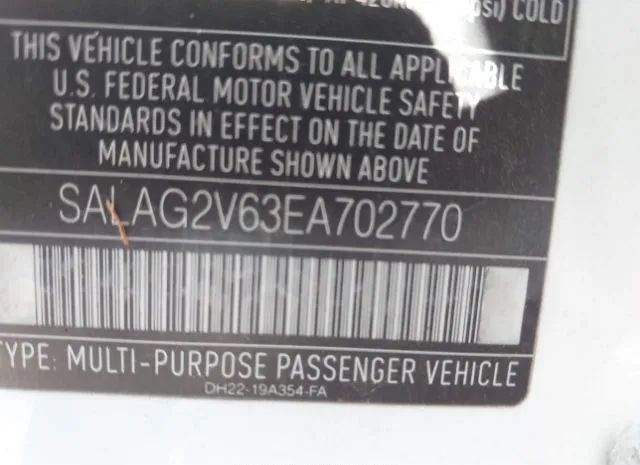 COLD
THIS VEHICLE CONFORMS TO ALL APPLICABLE
U.S. FEDERAL MOTOR VEHICLE SAFETY
STANDARDS IN EFFECT ON THE DATE OF
MANUFACTURE SHOWN ABOVE
SALAG2V63EA702770
TYPE: MULTI-PURPOSE PASSENGER VEHICLE
DH22-19A354-FA